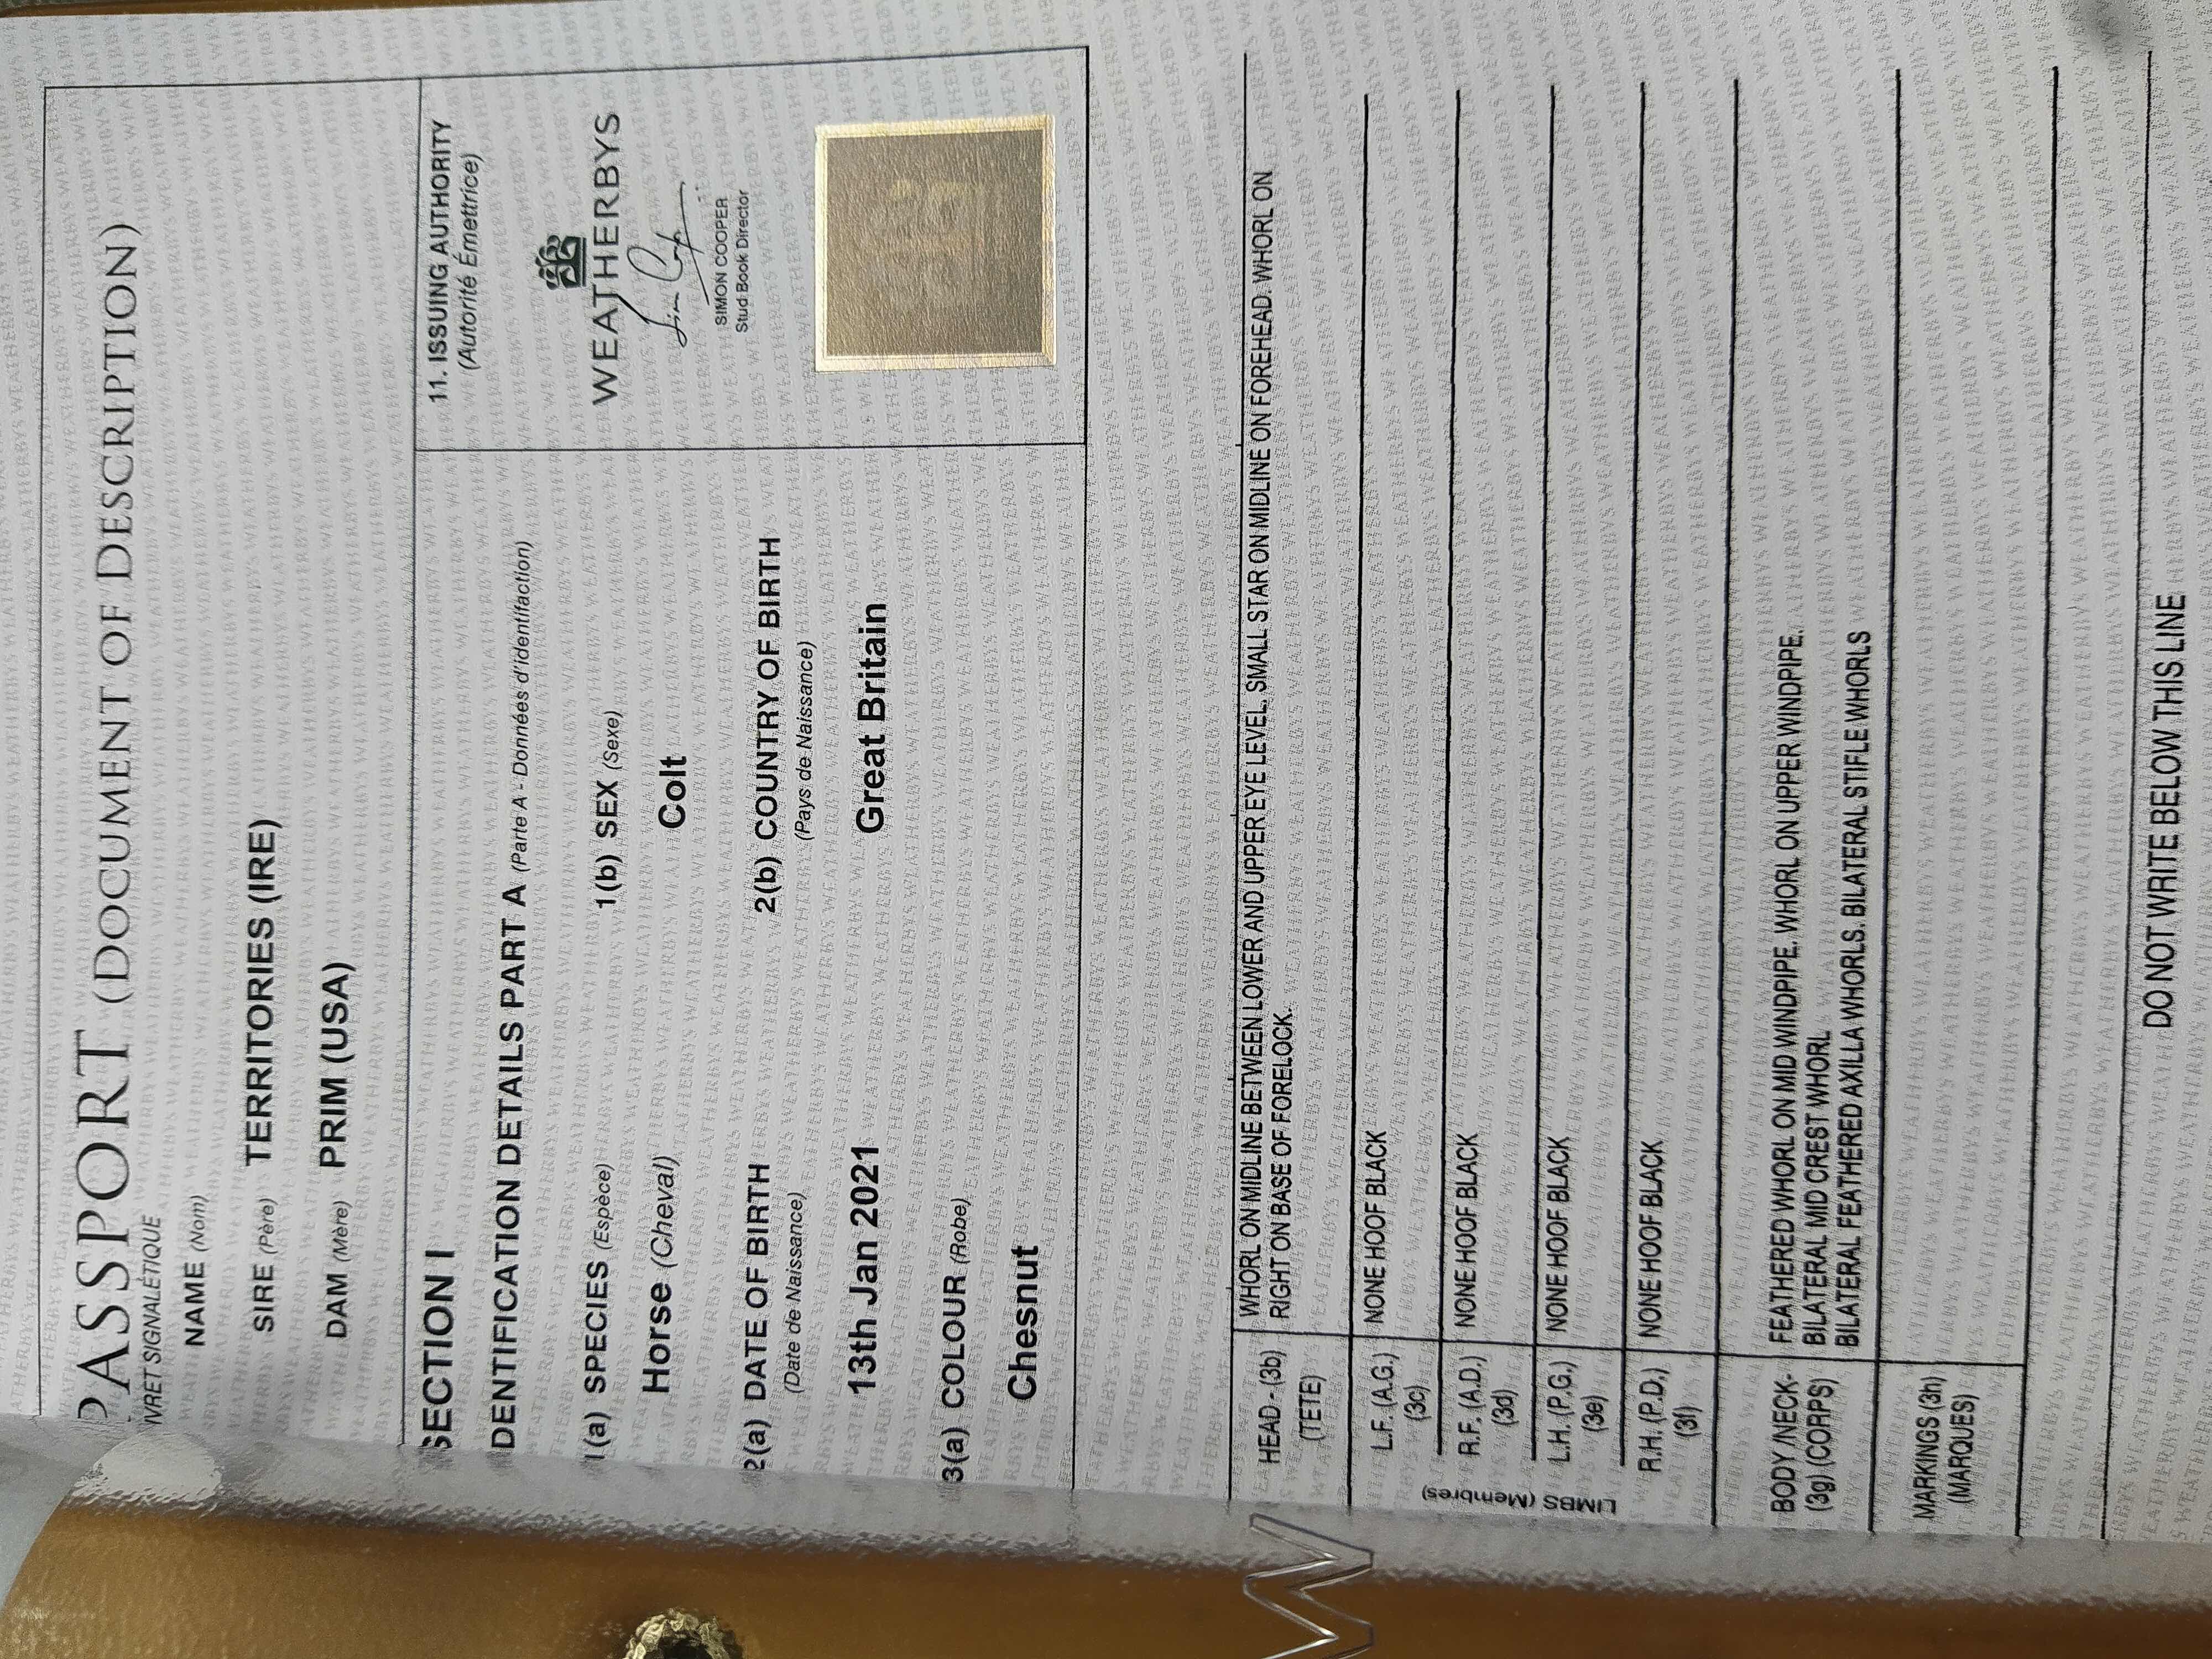 PASSPORT (DOCUMENT OF DESCRIPTION)
IVRET SIGNALÉTIQUE
NAME (Nom)
SIRE (Père) TERRITORIES (IRE)
DAM (Mère) PRIM (USA)
SECTION I
IDENTIFICATION DETAILS PART A (Parte A - Données d'identifaction)
1(a) SPECIES (Espèce)
Horse (Cheval)
1(b) SEX (Sexe)
Colt
2(a) DATE OF BIRTH
(Date de Naissance)
13th Jan 2021
2(b) COUNTRY OF BIRTH
(Pays de Naissance)
Great Britain
3(a) COLOUR (Robe)
Chesnut
11. ISSUING AUTHORITY
(Autorité Émettrice)
WEATHERBYS
SIMON COOPER
Stud Book Director
HEAD - (3b)
(TETE)
WHORL ON MIDLINE BETWEEN LOWER AND UPPER EYE LEVEL. SMALL STAR ON MIDLINE ON FOREHEAD. WHORL ON
RIGHT ON BASE OF FORELOCK.
LIMBS (Membres)
L.F. (A.G.)
(3c)
NONE HOOF BLACK
R.F. (A.D.)
(3d)
NONE HOOF BLACK
L.H. (P.G.)
(3e)
NONE HOOF BLACK
R.H. (P.D.)
(3f)
NONE HOOF BLACK
BODY /NECK-
(3g) (CORPS)
FEATHERED WHORL ON MID WINDPIPE. WHORL ON UPPER WINDPIPE.
BILATERAL MID CREST WHORL
BILATERAL FEATHERED AXILLA WHORLS. BILATERAL STIFLE WHORLS
MARKINGS (3h)
(MARQUES)
DO NOT WRITE BELOW THIS LINE